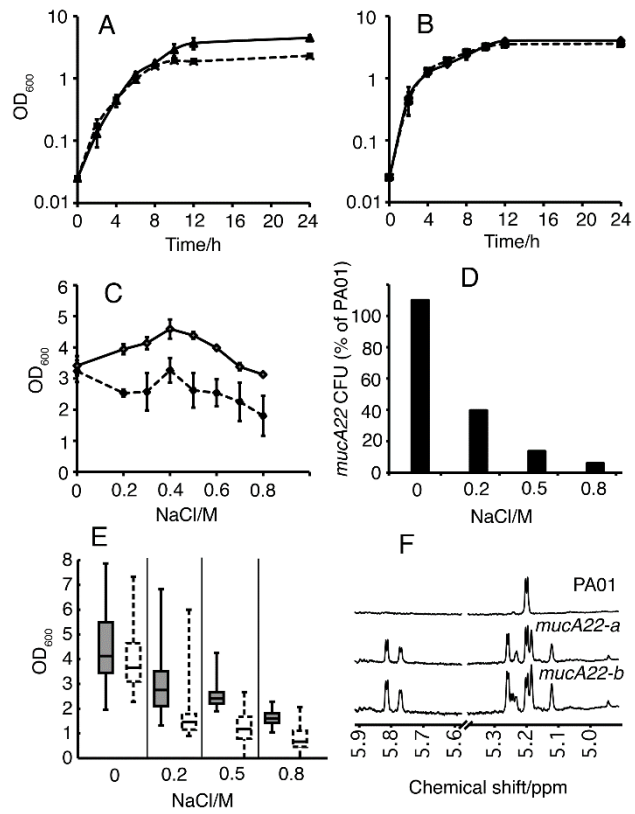 A
10
1
0.1
0.01
OD600
0 4 8 12 16 20 24
Time/h
B
10
1
0.1
0.01
0 4 8 12 16 20 24
Time/h
C
6
5
4
3
2
1
0
OD600
0 0.2 0.4 0.6 0.8
NaCl/M
D
100
80
60
40
20
0
mucA22 CFU (% of PA01)
0 0.2 0.5 0.8
NaCl/M
E
8
7
6
5
4
3
2
1
0
OD600
0 0.2 0.5 0.8
NaCl/M
F
PA01
mucA22-a
mucA22-b
5.9 5.8 5.7 5.6 5.3 5.2 5.1 5.0
Chemical shift/ppm